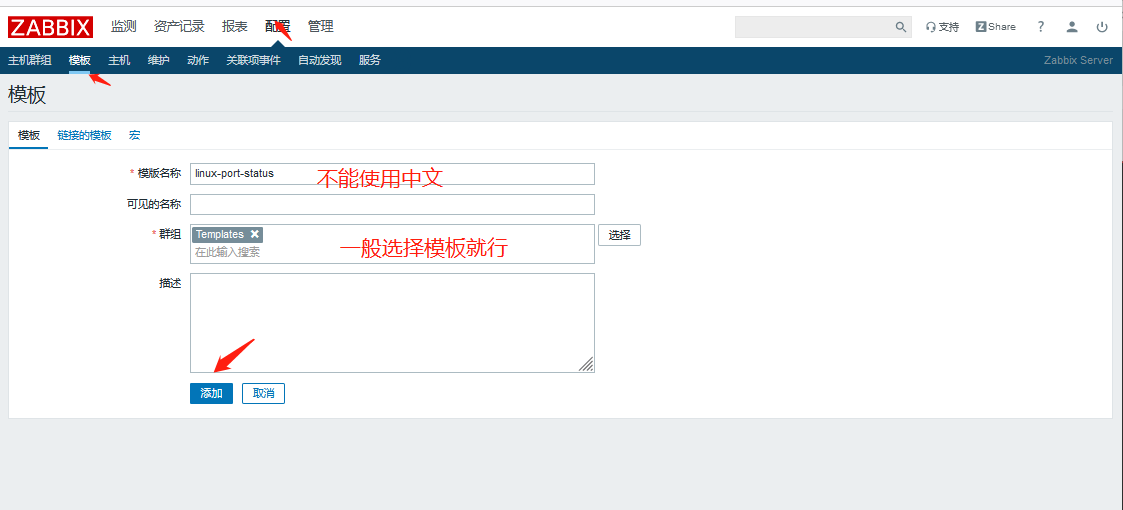 ZABBIX 监测 资产记录 报表 配置 管理 支持 Z Share ?
主机群组 模板 主机 维护 动作 关联项事件 自动发现 服务 Zabbix Server
模板
模板 链接的模板 宏
* 模版名称 linux-port-status 不能使用中文
可见的名称
* 群组 Templates ✖ 选择
在此输入搜索 一般选择模板就行
描述
添加 取消